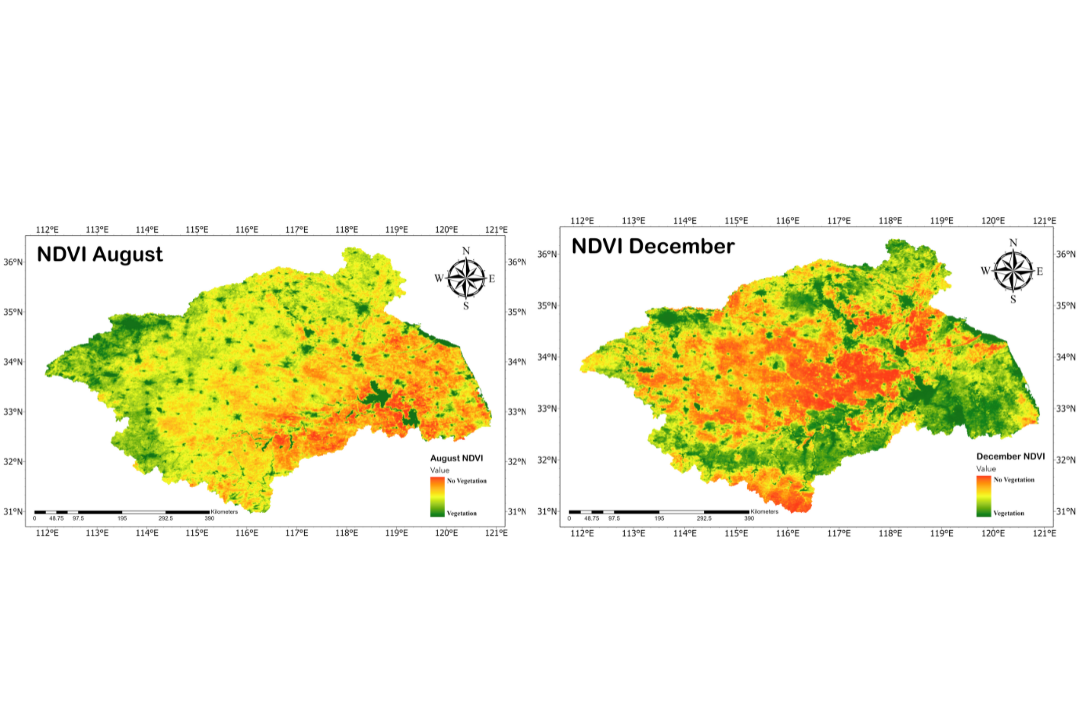 112°E 113°E 114°E 115°E 116°E 117°E 118°E 119°E 120°E 121°E
NDVI August
N
W E
S
36°N 36°N
35°N 35°N
34°N 34°N
33°N 33°N
32°N 32°N
31°N 31°N
August NDVI
Value
No Vegetation
Vegetation
Kilometers
0 48.75 97.5 195 292.5 390
112°E 113°E 114°E 115°E 116°E 117°E 118°E 119°E 120°E 121°E
112°E 113°E 114°E 115°E 116°E 117°E 118°E 119°E 120°E 121°E
NDVI December
N
W E
S
36°N 36°N
35°N 35°N
34°N 34°N
33°N 33°N
32°N 32°N
31°N 31°N
December NDVI
Value
No Vegetation
Vegetation
Kilometers
0 48.75 97.5 195 292.5 390
112°E 113°E 114°E 115°E 116°E 117°E 118°E 119°E 120°E 121°E